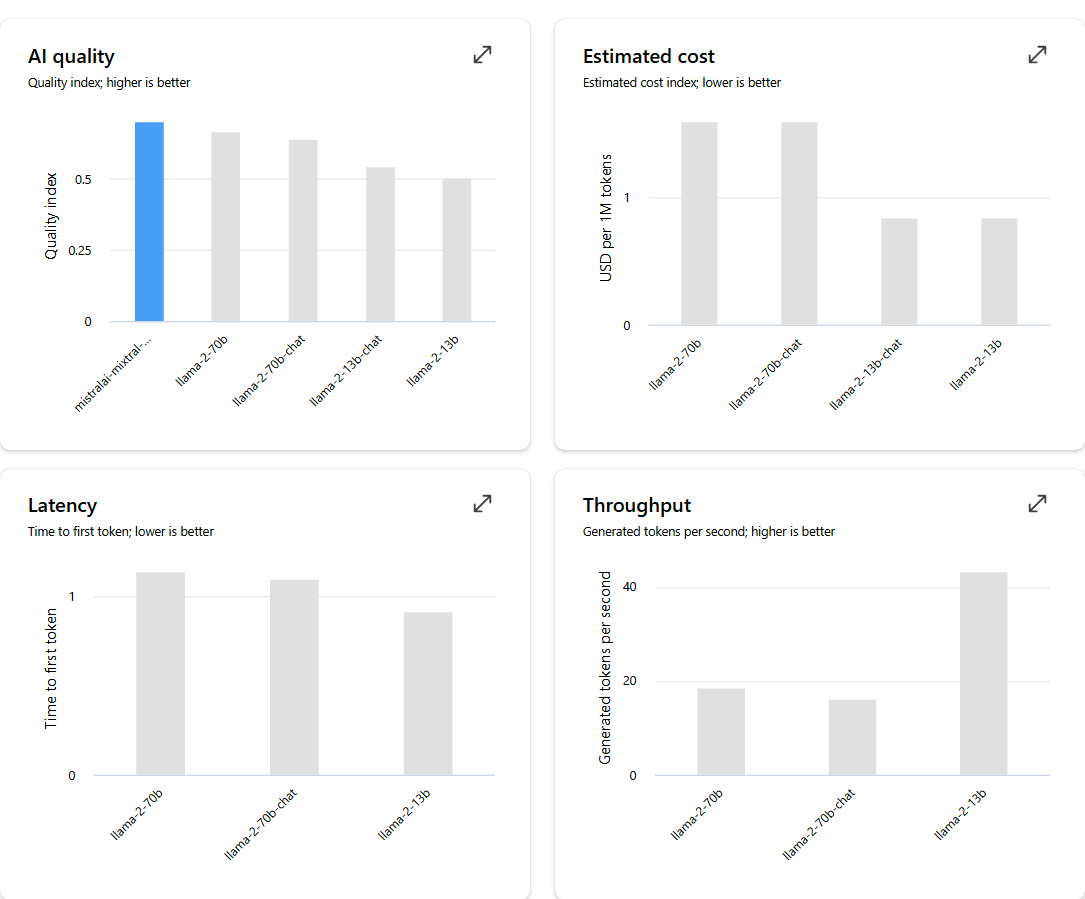 AI quality
Quality index; higher is better
Quality index
0.5
0.25
0
mistralai-mixtral-...
llama-2-70b
llama-2-70b-chat
llama-2-13b-chat
llama-2-13b
Estimated cost
Estimated cost index; lower is better
USD per 1M tokens
1
0
llama-2-70b
llama-2-70b-chat
llama-2-13b-chat
llama-2-13b
Latency
Time to first token; lower is better
Time to first token
1
0
llama-2-70b
llama-2-70b-chat
llama-2-13b
Throughput
Generated tokens per second; higher is better
Generated tokens per second
40
20
0
llama-2-70b
llama-2-70b-chat
llama-2-13b